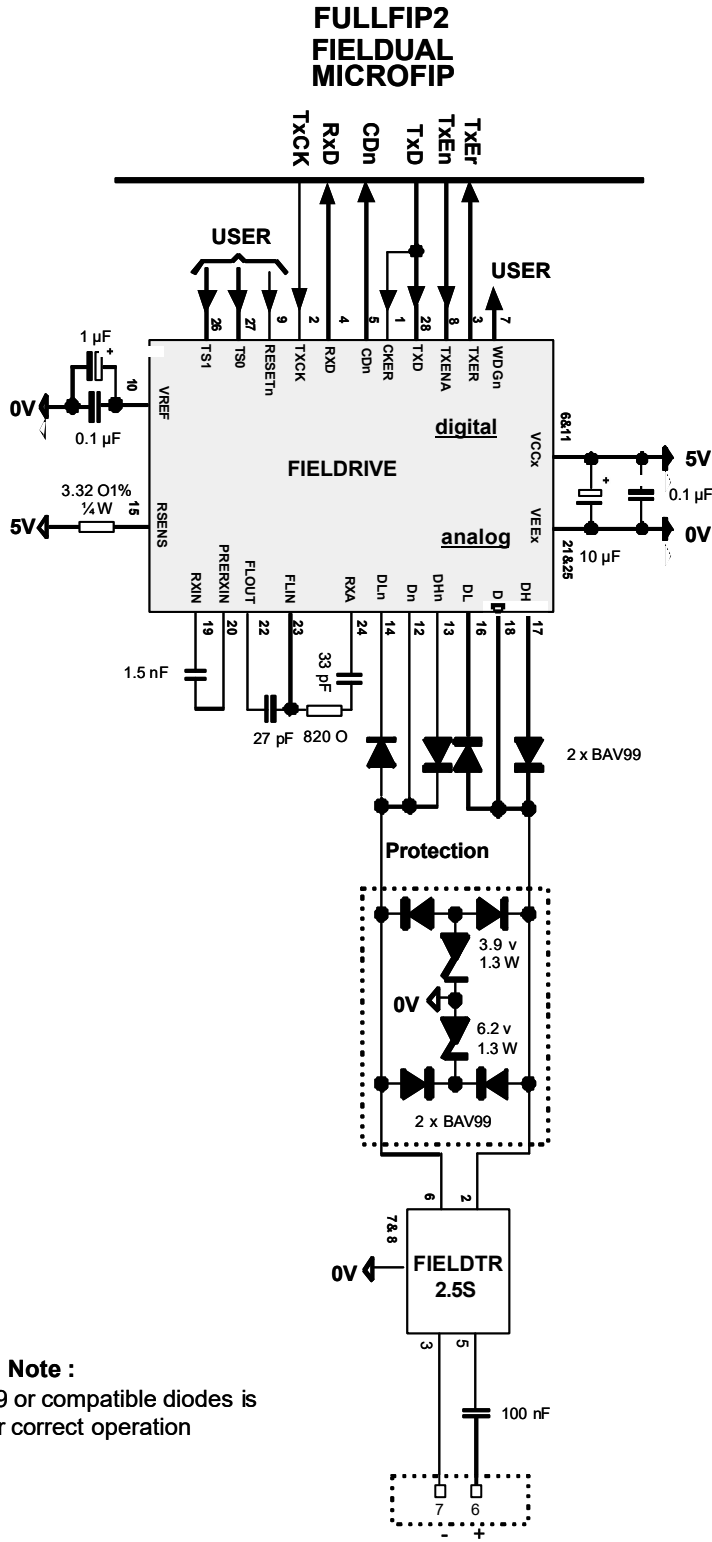 FULLFIP2
FIELDUAL
MICROFIP
TxCK
RxD
CDn
TxD
TxEn
TxEr
USER
USER
26
27
9
2
4
5
1
28
8
3
7
TS1
TS0
RESETn
TXCK
RXD
CDn
CKER
TXD
TXENA
TXER
WDGn
1 µF
+
0V
0.1 µF
10
VREF
digital
VCCx
6&11
5V
FIELDRIVE
3.32 O1%
¼ W
5V
15
RSENS
analog
VEEx
21&25
+
10 µF
0.1 µF
0V
RXIN
PRERXIN
FLOUT
FLIN
RXA
DLn
Dn
DHn
DL
D
DH
19
20
22
23
24
14
12
13
16
18
17
1.5 nF
27 pF
820 O
33
pF
2 x BAV99
Protection
3.9 v
1.3 W
0V
6.2 v
1.3 W
2 x BAV99
6
2
7& 8
0V
FIELDTR
2.5S
3
5
Note :
9 or compatible diodes is
r correct operation
100 nF
7
6
-
+